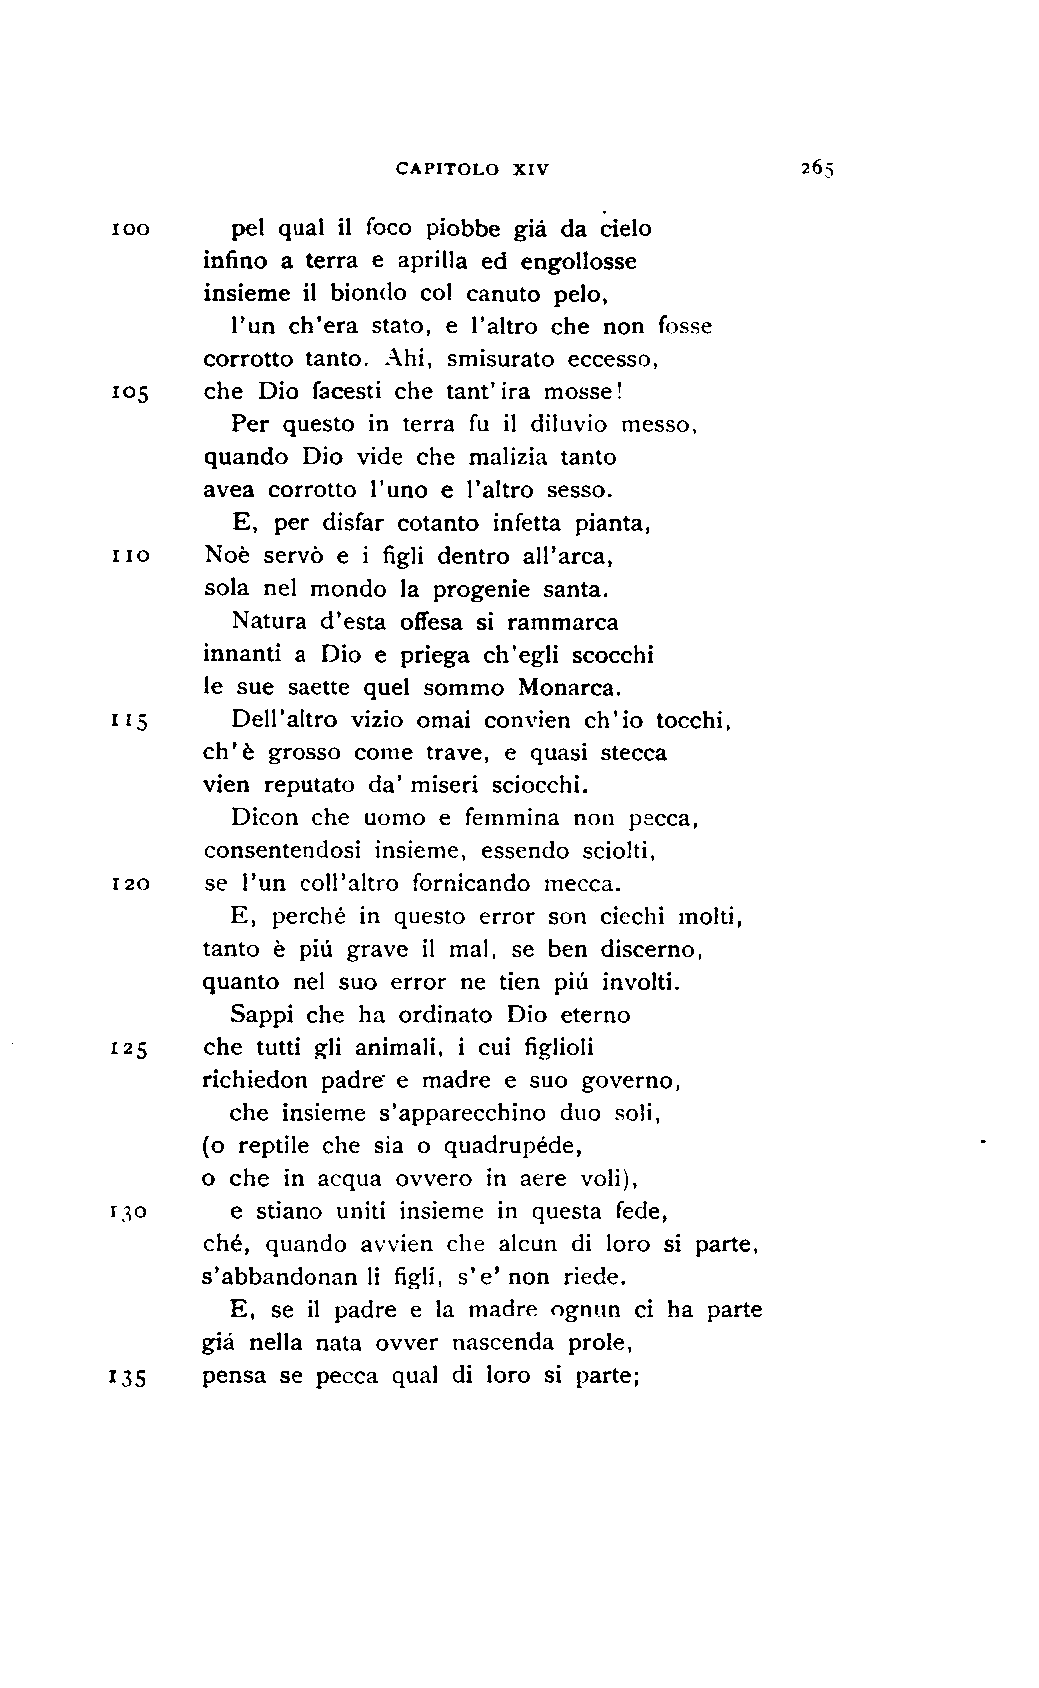 CAPITOLO XIV 265
100 pel qual il foco piobbe giá da cielo
infino a terra e aprilla ed engollosse
insieme il biondo col canuto pelo,
l'un ch'era stato, e l'altro che non fosse
corrotto tanto. Ahi, smisurato eccesso,
105 che Dio facesti che tant'ira mosse!
Per questo in terra fu il diluvio messo,
quando Dio vide che malizia tanto
avea corrotto l'uno e l'altro sesso.
E, per disfar cotanto infetta pianta,
110 Noè servò e i figli dentro all'arca,
sola nel mondo la progenie santa.
Natura d'esta offesa si rammarca
innanti a Dio e priega ch'egli scocchi
le sue saette quel sommo Monarca.
115 Dell'altro vizio omai convien ch'io tocchi,
ch'è grosso come trave, e quasi stecca
vien reputato da' miseri sciocchi.
Dicon che uomo e femmina non pecca,
consentendosi insieme, essendo sciolti,
120 se l'un coll'altro fornicando mecca.
E, perché in questo error son ciechi molti,
tanto è piú grave il mal, se ben discerno,
quanto nel suo error ne tien piú involti.
Sappi che ha ordinato Dio eterno
125 che tutti gli animali, i cui figlioli
richiedon padre e madre e suo governo,
che insieme s'apparecchino duo soli,
(o reptile che sia o quadrupéde,
o che in acqua ovvero in aere voli),
130 e stiano uniti insieme in questa fede,
ché, quando avvien che alcun di loro si parte,
s'abbandonan li figli, s'e' non riede.
E, se il padre e la madre ognun ci ha parte
giá nella nata ovver nascenda prole,
135 pensa se pecca qual di loro si parte;